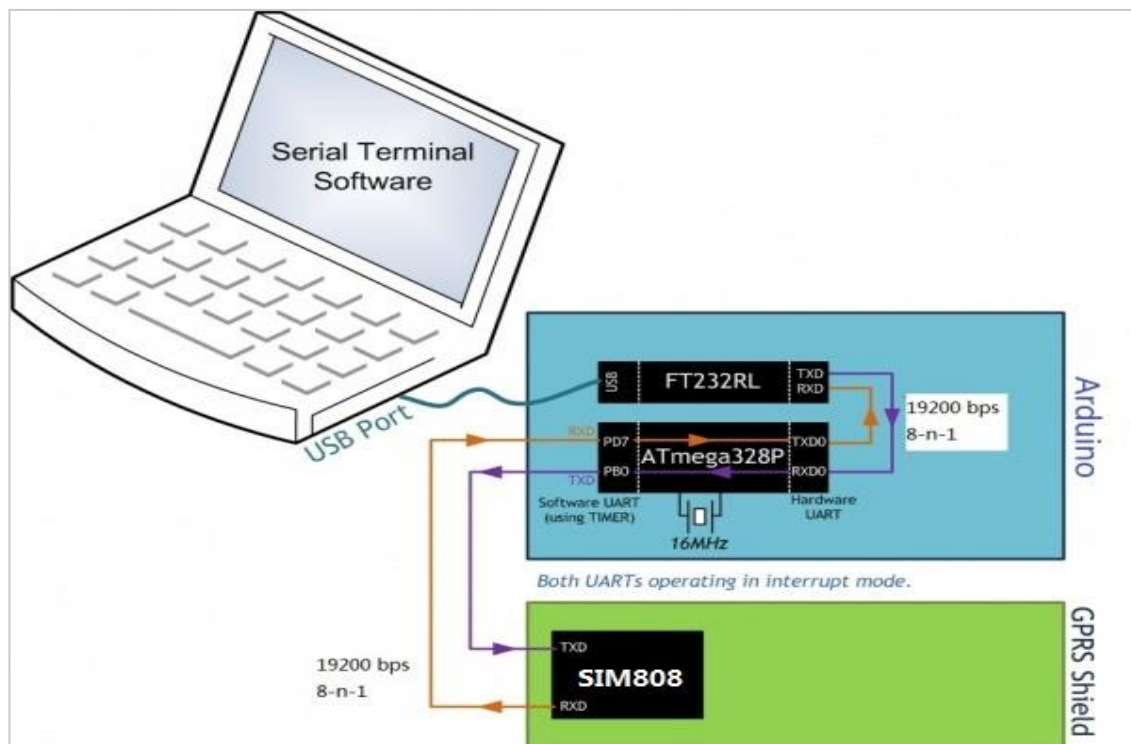 Serial Terminal
Software
USB Port
USB
FT232RL
TXD
RXD
19200 bps
8-n-1
Arduino
RXD
PD7
ATmega328P
TXD0
PB0
RXD0
TXD
Software UART
(using TIMER)
Hardware
UART
16MHz
Both UARTs operating in interrupt mode.
GPRS Shield
TXD
SIM808
RXD
19200 bps
8-n-1